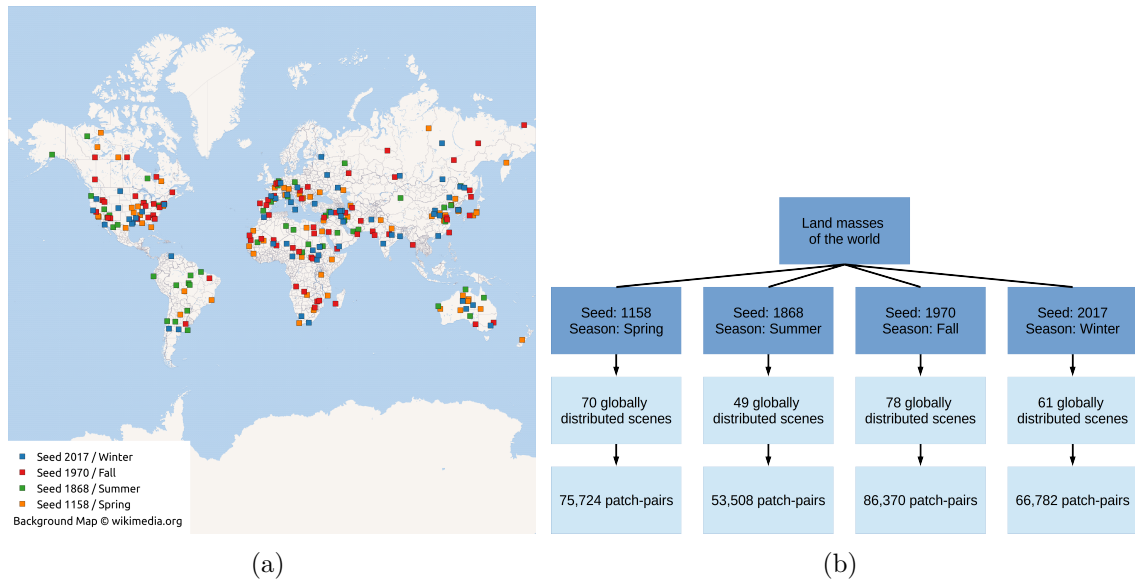 Seed 2017 / Winter
Seed 1970 / Fall
Seed 1868 / Summer
Seed 1158 / Spring
Background Map © wikimedia.org
(a)
Land masses
of the world
Seed: 1158
Season: Spring
Seed: 1868
Season: Summer
Seed: 1970
Season: Fall
Seed: 2017
Season: Winter
70 globally
distributed scenes
49 globally
distributed scenes
78 globally
distributed scenes
61 globally
distributed scenes
75,724 patch-pairs
53,508 patch-pairs
86,370 patch-pairs
66,782 patch-pairs
(b)